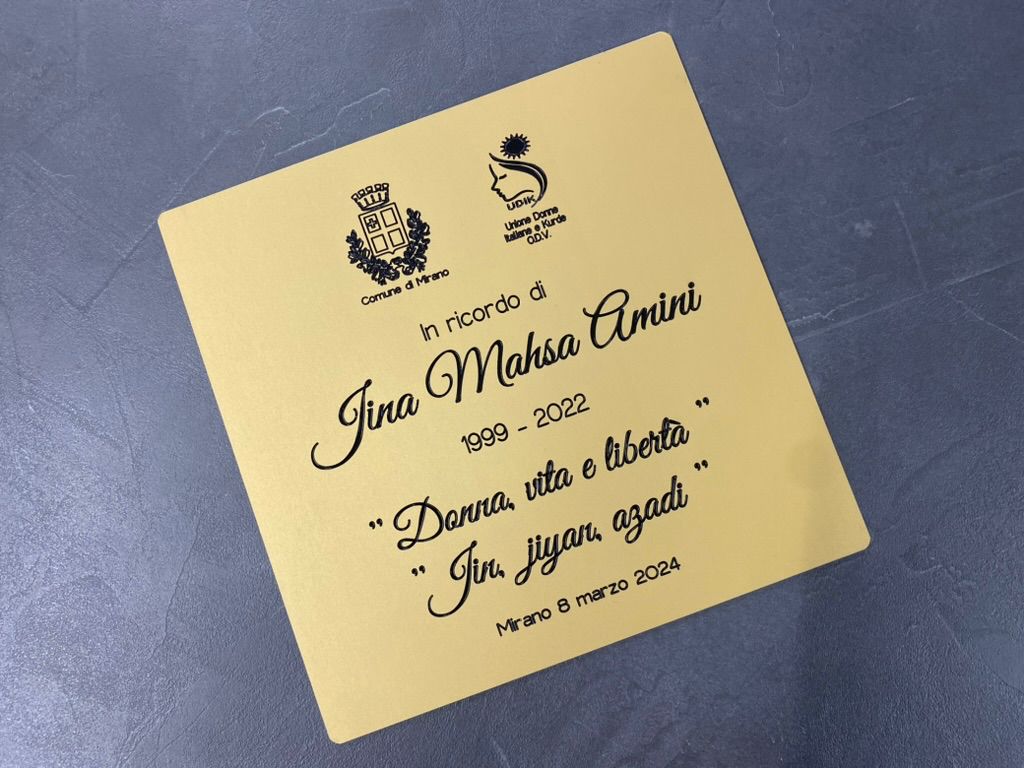 Comune di Mirano
UDIK
Unione Donne
Italiane e Kurde
O.D.V.
In ricordo di
Jina Mahsa Amini
1999 - 2022
"Donna, vita e libertà"
"Jin, jiyan, azadi"
Mirano 8 marzo 2024